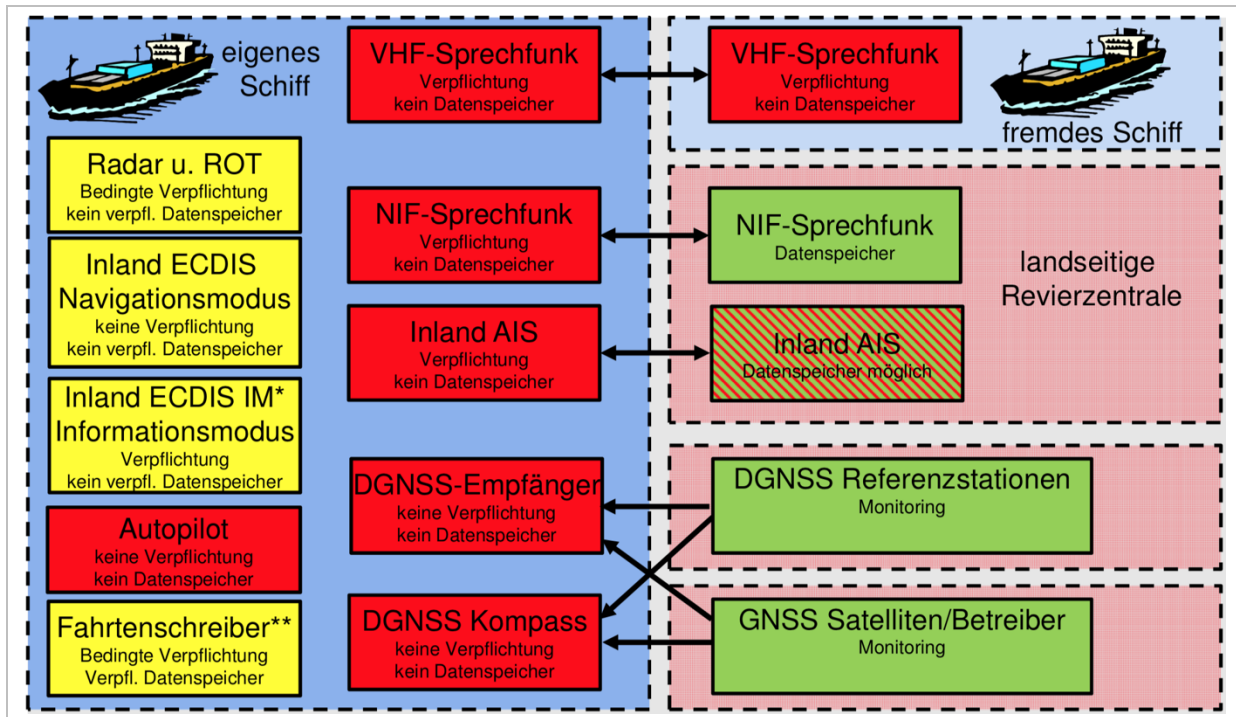 eigenes
Schiff
VHF-Sprechfunk
Verpflichtung
kein Datenspeicher
VHF-Sprechfunk
Verpflichtung
kein Datenspeicher
fremdes Schiff
Radar u. ROT
Bedingte Verpflichtung
kein verpfl. Datenspeicher
Inland ECDIS
Navigationsmodus
keine Verpflichtung
kein verpfl. Datenspeicher
Inland ECDIS IM*
Informationsmodus
Verpflichtung
kein verpfl. Datenspeicher
Autopilot
keine Verpflichtung
kein Datenspeicher
Fahrtenschreiber**
Bedingte Verpflichtung
Verpfl. Datenspeicher
NIF-Sprechfunk
Verpflichtung
kein Datenspeicher
Inland AIS
Verpflichtung
kein Datenspeicher
DGNSS-Empfänger
keine Verpflichtung
kein Datenspeicher
DGNSS Kompass
keine Verpflichtung
kein Datenspeicher
NIF-Sprechfunk
Datenspeicher
landseitige
Revierzentrale
Inland AIS
Datenspeicher möglich
DGNSS Referenzstationen
Monitoring
GNSS Satelliten/Betreiber
Monitoring